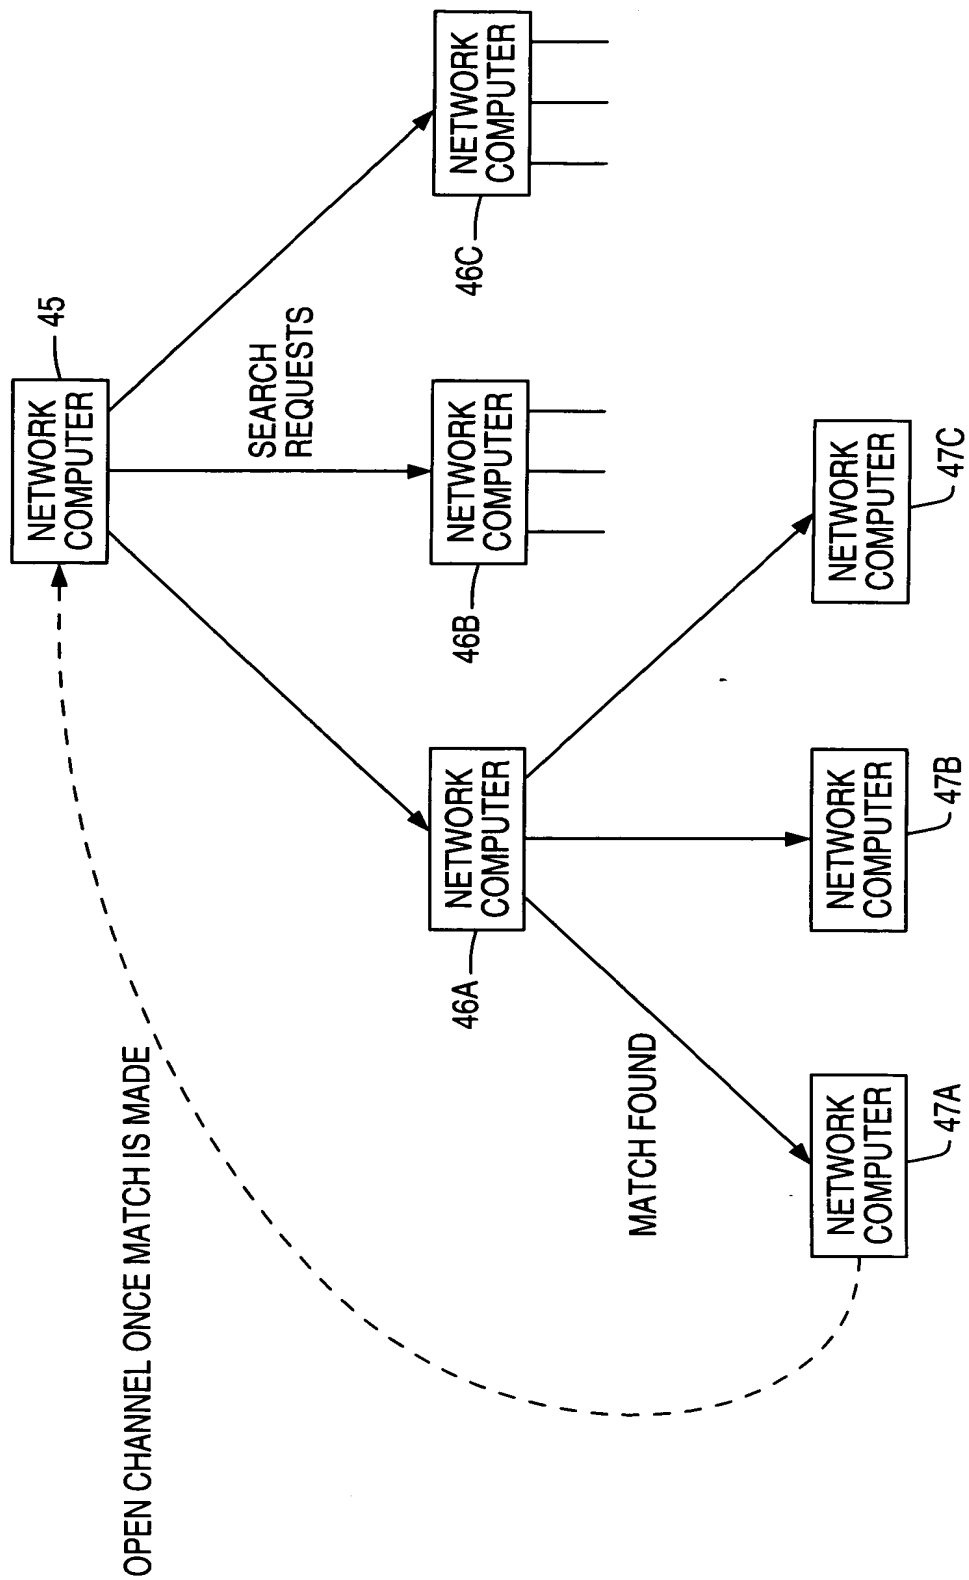 OPEN CHANNEL ONCE MATCH IS MADE
NETWORK
COMPUTER
45
SEARCH
REQUESTS
46A
NETWORK
COMPUTER
46B
NETWORK
COMPUTER
46C
NETWORK
COMPUTER
MATCH FOUND
NETWORK
COMPUTER
47A
NETWORK
COMPUTER
47B
NETWORK
COMPUTER
47C